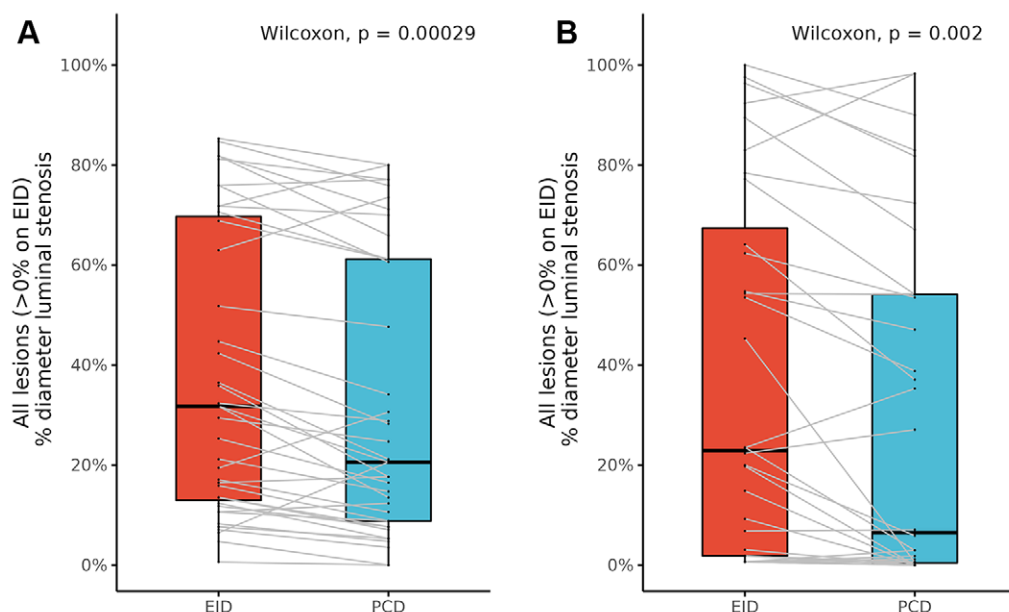 A
Wilcoxon, p = 0.00029
All lesions (>0% on EID)
% diameter luminal stenosis
100%
80%
60%
40%
20%
0%
EID
PCD
B
Wilcoxon, p = 0.002
All lesions (>0% on EID)
% diameter luminal stenosis
100%
80%
60%
40%
20%
0%
EID
PCD